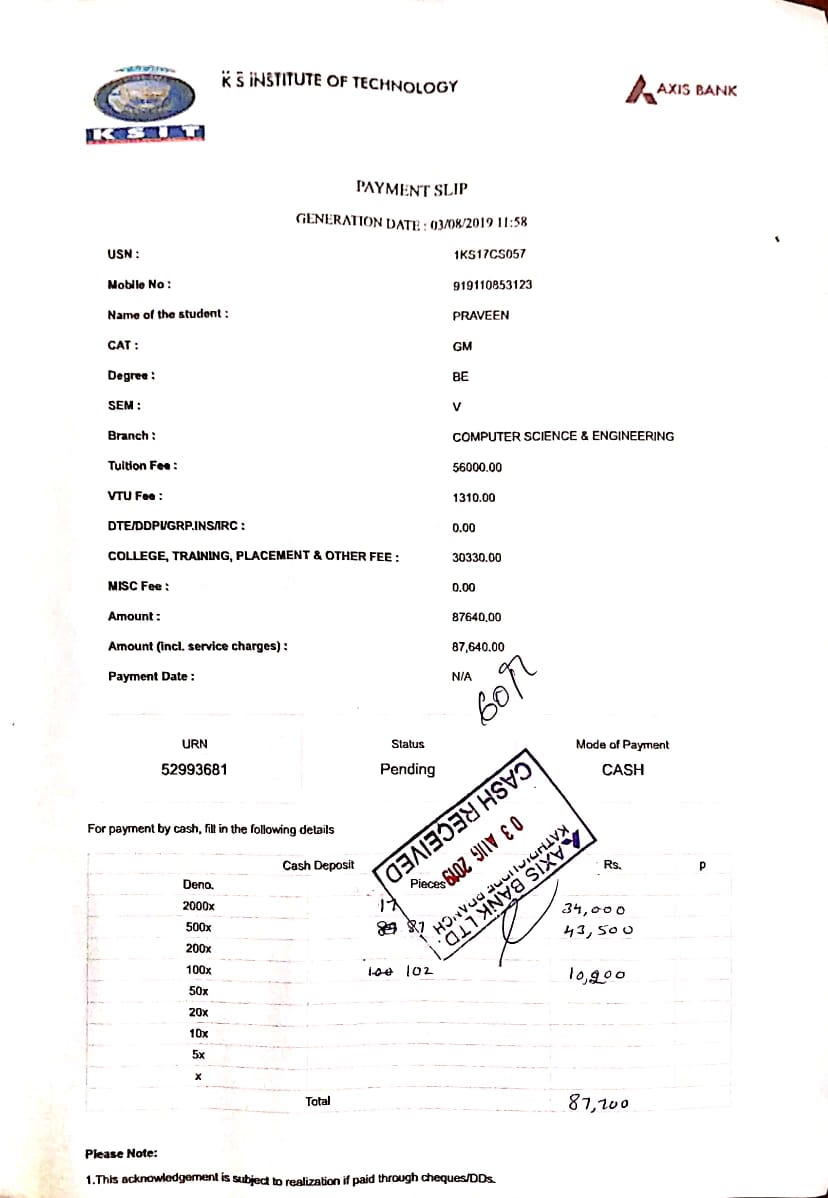 K S INSTITUTE OF TECHNOLOGY
AXIS BANK
KSIT
PAYMENT SLIP
GENERATION DATE : 03/08/2019 11:58
USN : 1KS17CS057
Mobile No : 919110853123
Name of the student : PRAVEEN
CAT : GM
Degree : BE
SEM : V
Branch : COMPUTER SCIENCE & ENGINEERING
Tuition Fee : 56000.00
VTU Fee : 1310.00
DTE/DDPI/GRP.INS/IRC : 0.00
COLLEGE, TRAINING, PLACEMENT & OTHER FEE : 30330.00
MISC Fee : 0.00
Amount : 87640.00
Amount (incl. service charges) : 87,640.00
Payment Date : N/A
URN Status Mode of Payment
52993681 Pending CASH
CASH RECEIVED
03 AUG 2019
AXIS BANK LTD.
For payment by cash, fill in the following details
Cash Deposit Rs. P
Deno. Pieces
2000x 17 34,000
500x 87 43,500
200x
100x 100 102 10,200
50x
20x
10x
5x
x
Total 87,700
Please Note:
1.This acknowledgement is subject to realization if paid through cheques/DDs.